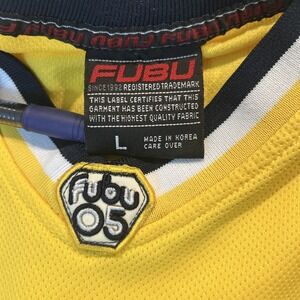 FUBU
SINCE 1992 REGISTERED TRADEMARK
THIS LABEL CERTIFIES THAT THIS
GARMENT HAS BEEN CONSTRUCTED
WITH THE HIGHEST QUALITY FABRIC
L
MADE IN KOREA
CARE OVER
FUBU
05